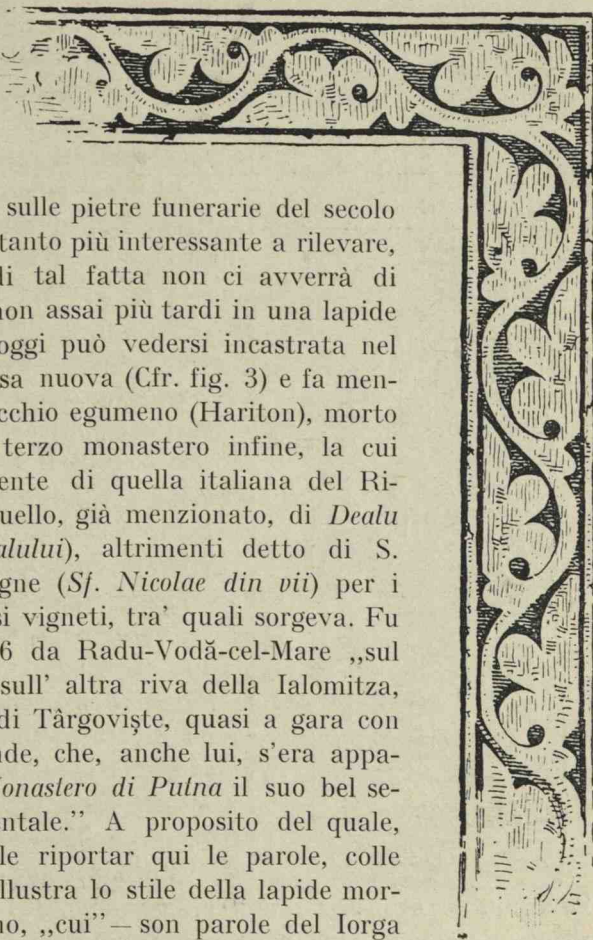 sulle pietre funerarie del secolo
tanto più interessante a rilevare,
di tal fatta non ci avverrà di
non assai più tardi in una lapide
oggi può vedersi incastrata nel
sa nuova (Cfr. fig. 3) e fa men-
cchio egumeno (Hariton), morto
terzo monastero infine, la cui
ente di quella italiana del Ri-
uello, già menzionato, di Dealu
alului), altrimenti detto di S.
gne (Sf. Nicolae din vii) per i
si vigneti, tra' quali sorgeva. Fu
6 da Radu-Vodă-cel-Mare „sul
sull' altra riva della Ialomitza,
di Târgoviște, quasi a gara con
nde, che, anche lui, s'era appa-
onastero di Putna il suo bel se-
entale.” A proposito del quale,
le riportar qui le parole, colle
illustra lo stile della lapide mor-
no, „cui” — son parole del Iorga